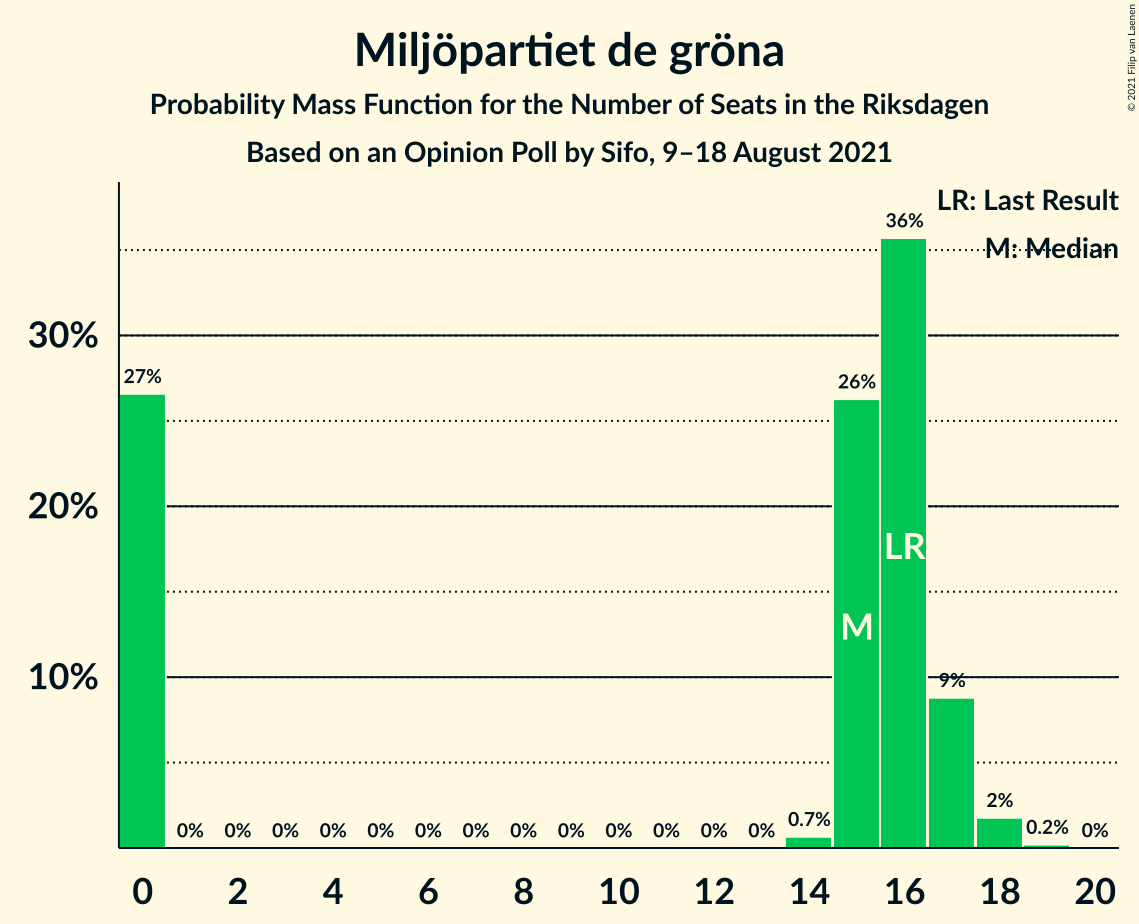 Miljöpartiet de gröna
Probability Mass Function for the Number of Seats in the Riksdagen
Based on an Opinion Poll by Sifo, 9–18 August 2021
© 2021 Filip van Laenen
LR: Last Result
M: Median
30%
20%
10%
27%
0%
0%
0%
0%
0%
0%
0%
0%
0%
0%
0%
0%
0%
0.7%
26%
36%
9%
2%
0.2%
0%
M
LR
0 2 4 6 8 10 12 14 16 18 20